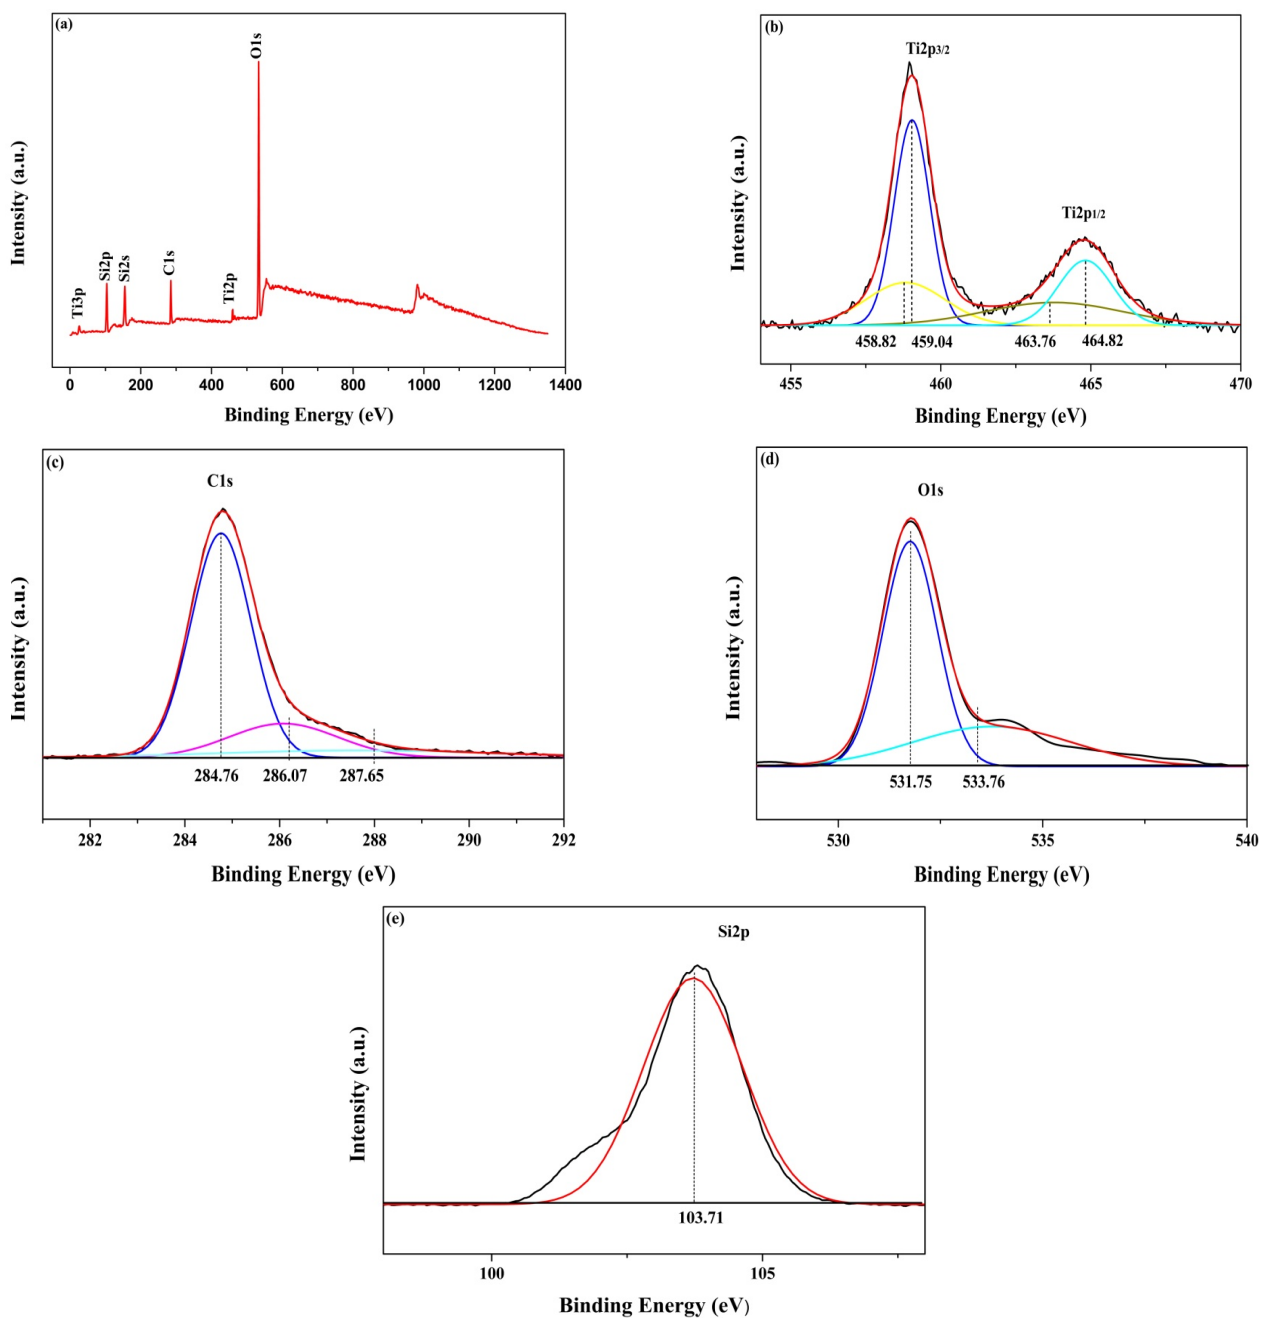 (a)
Intensity (a.u.)
Ti3p
Si2p
Si2s
C1s
Ti2p
O1s
0 200 400 600 800 1000 1200 1400
Binding Energy (eV)
(b)
Intensity (a.u.)
Ti2p3/2
Ti2p1/2
458.82 459.04 463.76 464.82
455 460 465 470
Binding Energy (eV)
(c)
C1s
Intensity (a.u.)
284.76 286.07 287.65
282 284 286 288 290 292
Binding Energy (eV)
(d)
O1s
Intensity (a.u.)
531.75 533.76
530 535 540
Binding Energy (eV)
(e)
Si2p
Intensity (a.u.)
103.71
100 105
Binding Energy (eV)